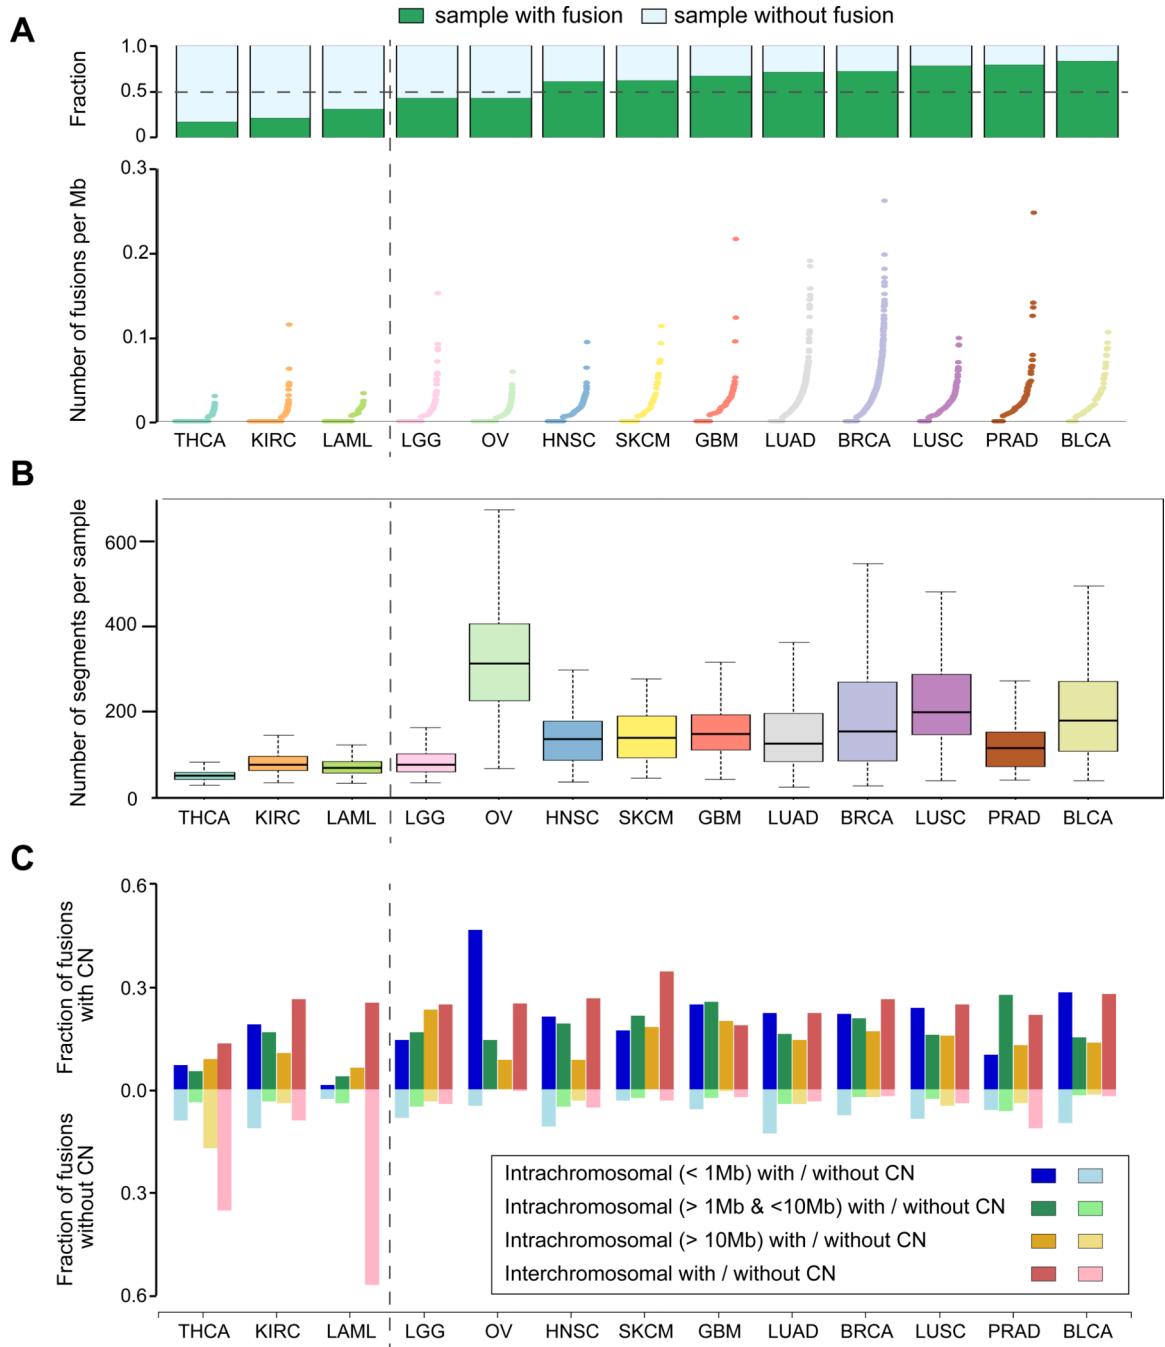 A
sample with fusion
sample without fusion
Fraction
1.0
0.5
0
Number of fusions per Mb
0.3
0.2
0.1
0
THCA KIRC LAML LGG OV HNSC SKCM GBM LUAD BRCA LUSC PRAD BLCA
B
Number of segments per sample
600
400
200
0
THCA KIRC LAML LGG OV HNSC SKCM GBM LUAD BRCA LUSC PRAD BLCA
C
Fraction of fusions
with CN
Fraction of fusions
without CN
0.6
0.3
0.0
0.3
0.6
Intrachromosomal (< 1Mb) with / without CN
Intrachromosomal (> 1Mb & <10Mb) with / without CN
Intrachromosomal (> 10Mb) with / without CN
Interchromosomal with / without CN
THCA KIRC LAML LGG OV HNSC SKCM GBM LUAD BRCA LUSC PRAD BLCA